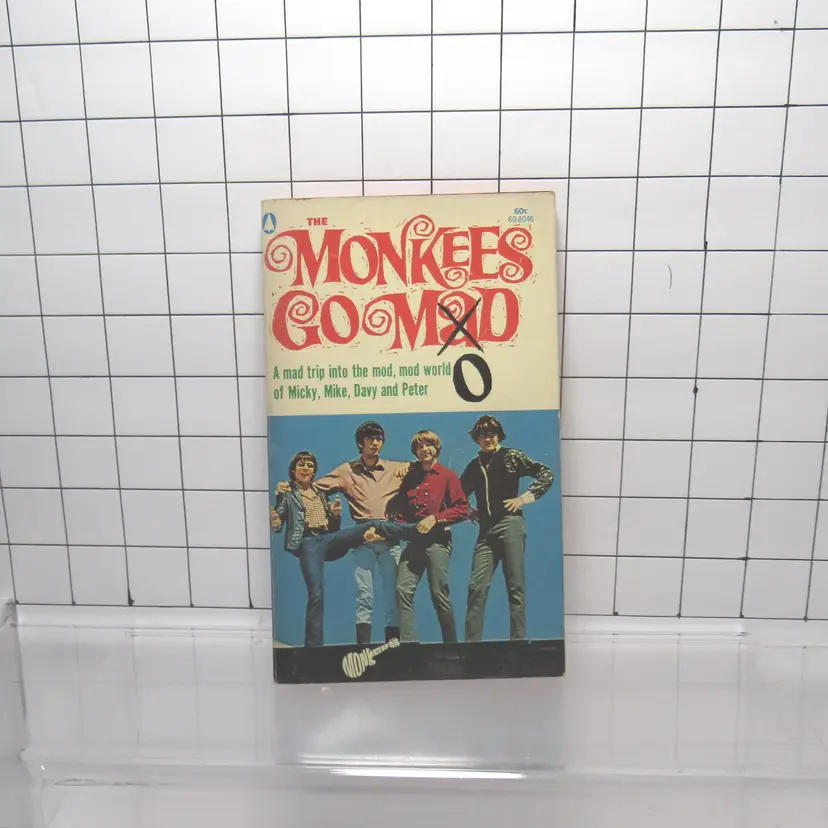 THE
60c
60-8046
MONKEES
GO MAD
O
A mad trip into the mod, mod world
of Micky, Mike, Davy and Peter
MONKEES